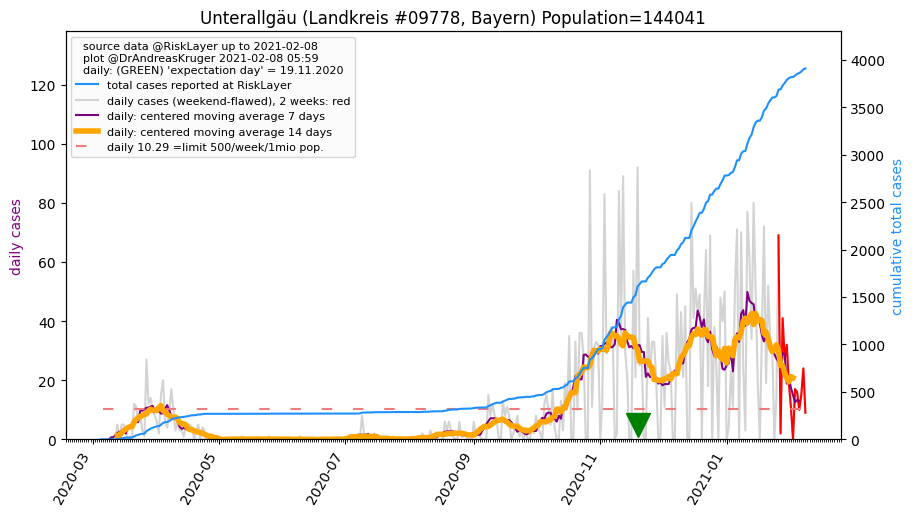 Unterallgäu (Landkreis #09778, Bayern) Population=144041
source data @RiskLayer up to 2021-02-08
plot @DrAndreasKruger 2021-02-08 05:59
daily: (GREEN) 'expectation day' = 19.11.2020
total cases reported at RiskLayer
daily cases (weekend-flawed), 2 weeks: red
daily: centered moving average 7 days
daily: centered moving average 14 days
daily 10.29 =limit 500/week/1mio pop.
daily cases
120
100
80
60
40
20
0
cumulative total cases
4000
3500
3000
2500
2000
1500
1000
500
0
2020-03
2020-05
2020-07
2020-09
2020-11
2021-01